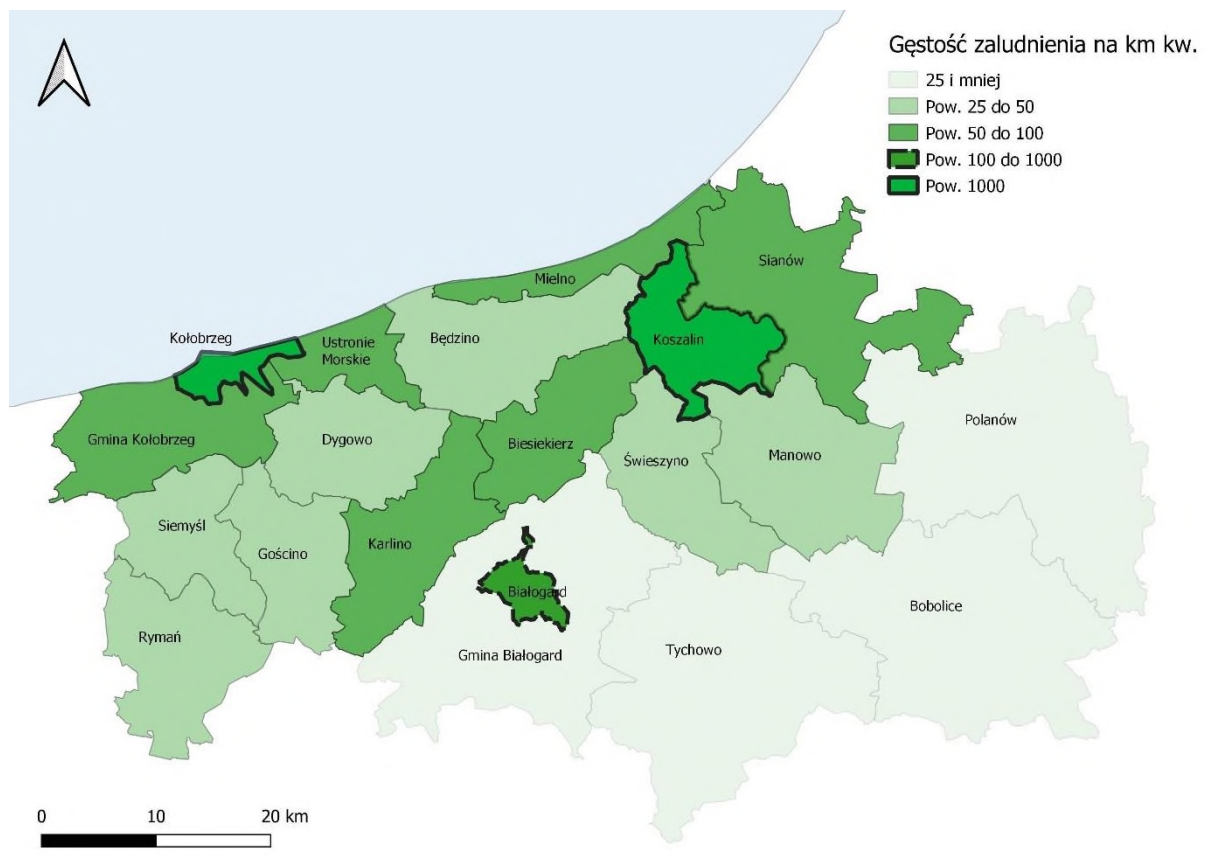 Gęstość zaludnienia na km kw.
25 i mniej
Pow. 25 do 50
Pow. 50 do 100
Pow. 100 do 1000
Pow. 1000
Sianów
Mielno
Kołobrzeg
Ustronie
Morskie
Będzino
Koszalin
Polanów
Gmina Kołobrzeg
Dygowo
Biesiekierz
Świeszyno
Manowo
Siemyśl
Gościno
Karlino
Białogard
Bobolice
Rymań
Gmina Białogard
Tychowo
0 10 20 km